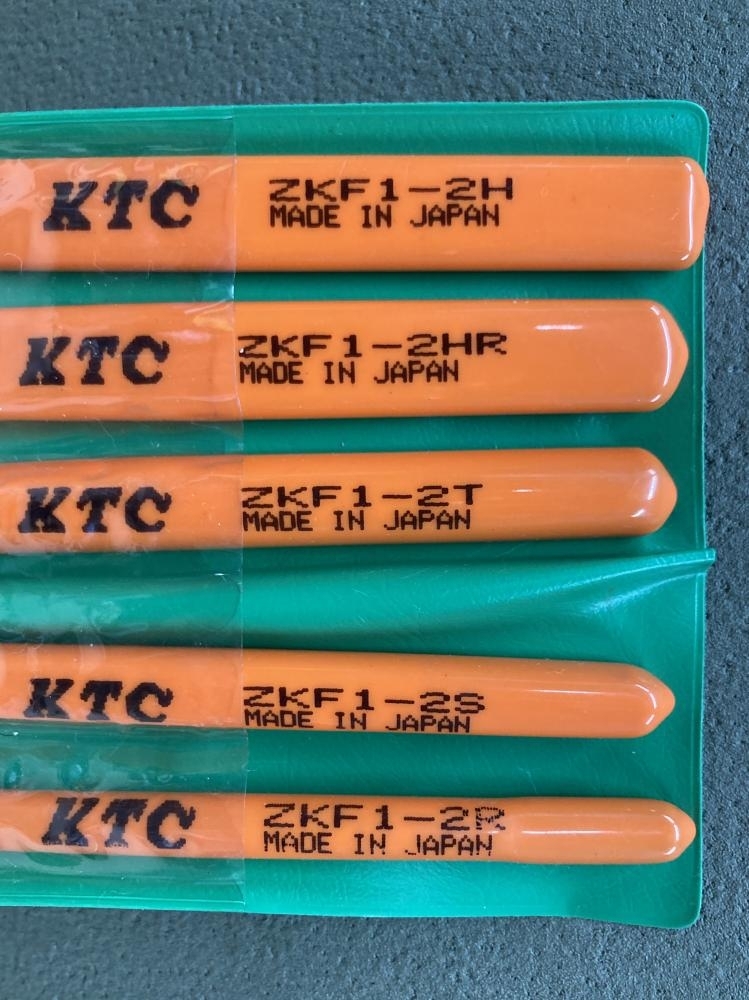 KTC ZKF1-2H
MADE IN JAPAN
KTC ZKF1-2HR
MADE IN JAPAN
KTC ZKF1-2T
MADE IN JAPAN
KTC ZKF1-2S
MADE IN JAPAN
KTC ZKF1-2R
MADE IN JAPAN